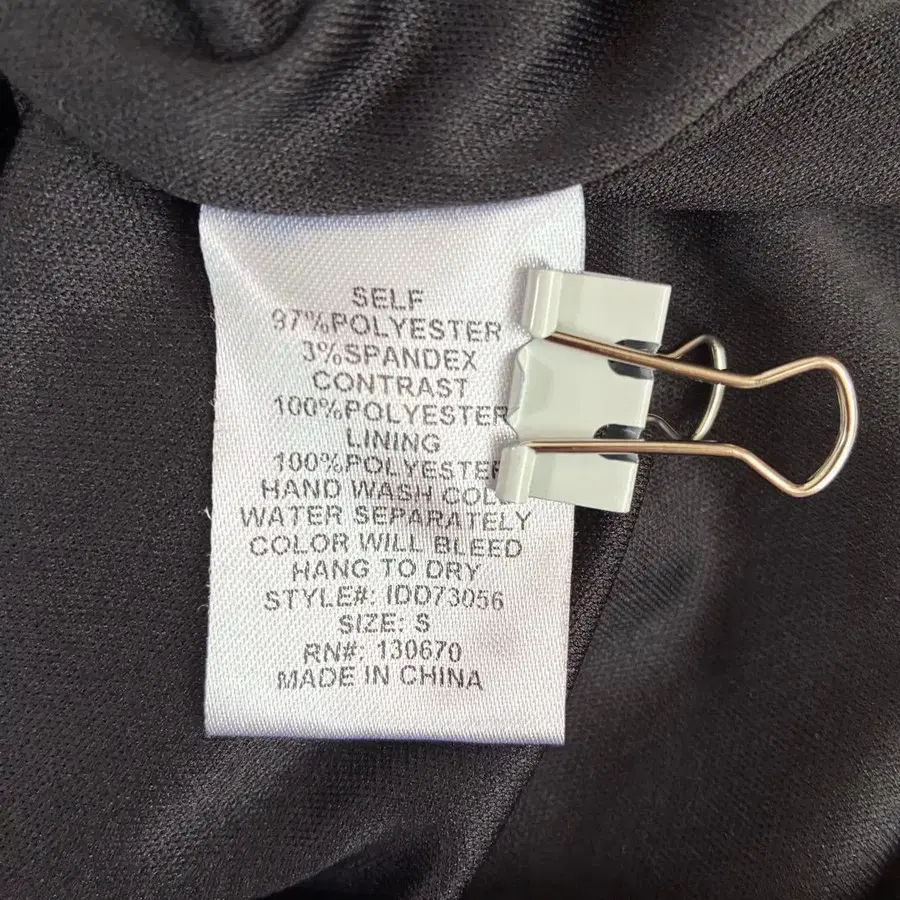 SELF
97%POLYESTER
3%SPANDEX
CONTRAST
100%POLYESTER
LINING
100%POLYESTER
HAND WASH COLD
WATER SEPARATELY
COLOR WILL BLEED
HANG TO DRY
STYLE#: IDD73056
SIZE: S
RN#: 130670
MADE IN CHINA